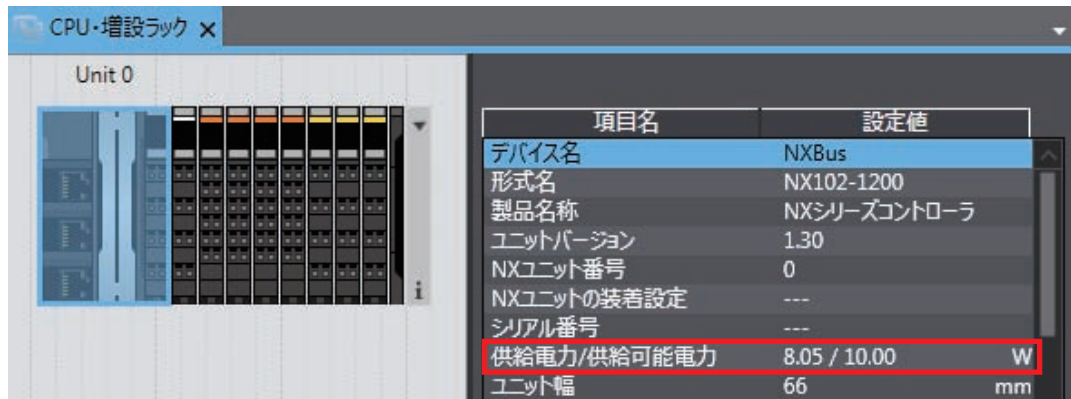 CPU・増設ラック ×
Unit 0
項目名 設定値
デバイス名 NXBus
形式名 NX102-1200
製品名称 NXシリーズコントローラ
ユニットバージョン 1.30
NXユニット番号 0
NXユニットの装着設定 ---
シリアル番号 ---
供給電力/供給可能電力 8.05 / 10.00 W
ユニット幅 66 mm
i